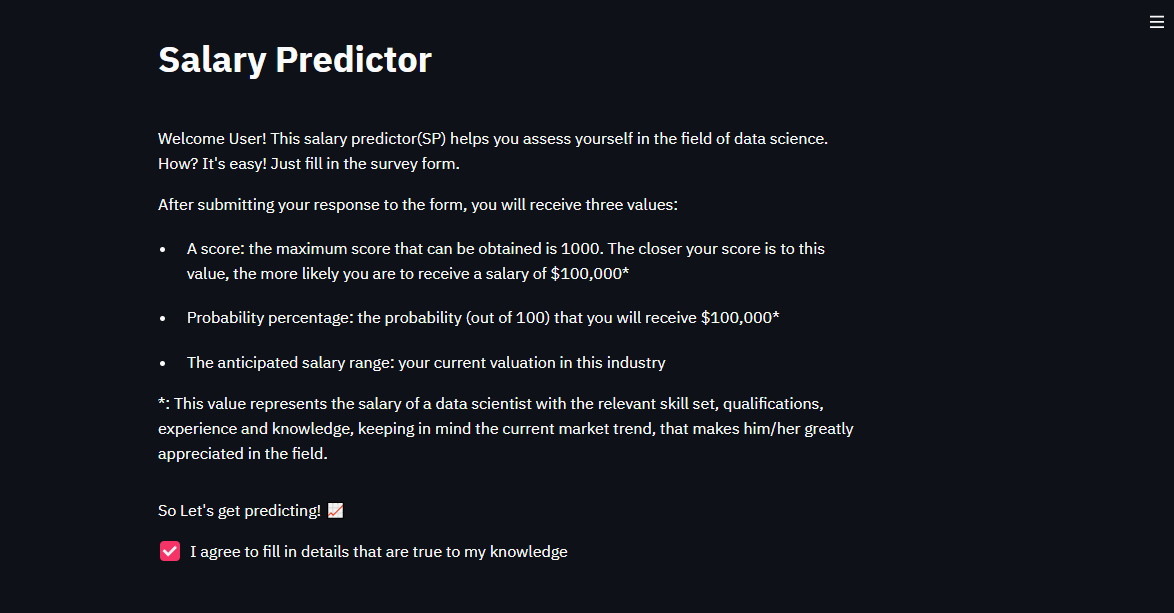 Salary Predictor
Welcome User! This salary predictor(SP) helps you assess yourself in the field of data science.
How? It's easy! Just fill in the survey form.
After submitting your response to the form, you will receive three values:
• A score: the maximum score that can be obtained is 1000. The closer your score is to this
value, the more likely you are to receive a salary of $100,000*
• Probability percentage: the probability (out of 100) that you will receive $100,000*
• The anticipated salary range: your current valuation in this industry
*: This value represents the salary of a data scientist with the relevant skill set, qualifications,
experience and knowledge, keeping in mind the current market trend, that makes him/her greatly
appreciated in the field.
So Let's get predicting! 📈
I agree to fill in details that are true to my knowledge